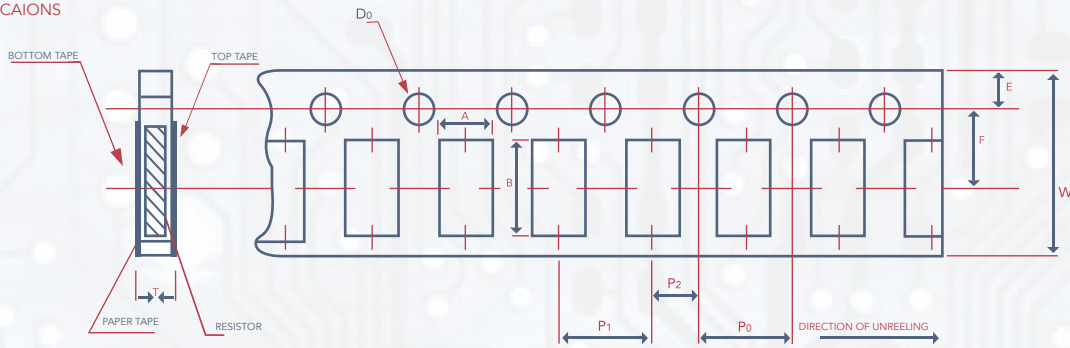 CAIONS
D0
BOTTOM TAPE
TOP TAPE
E
A
F
B
W
T
P2
P1
P0
PAPER TAPE
RESISTOR
DIRECTION OF UNREELING